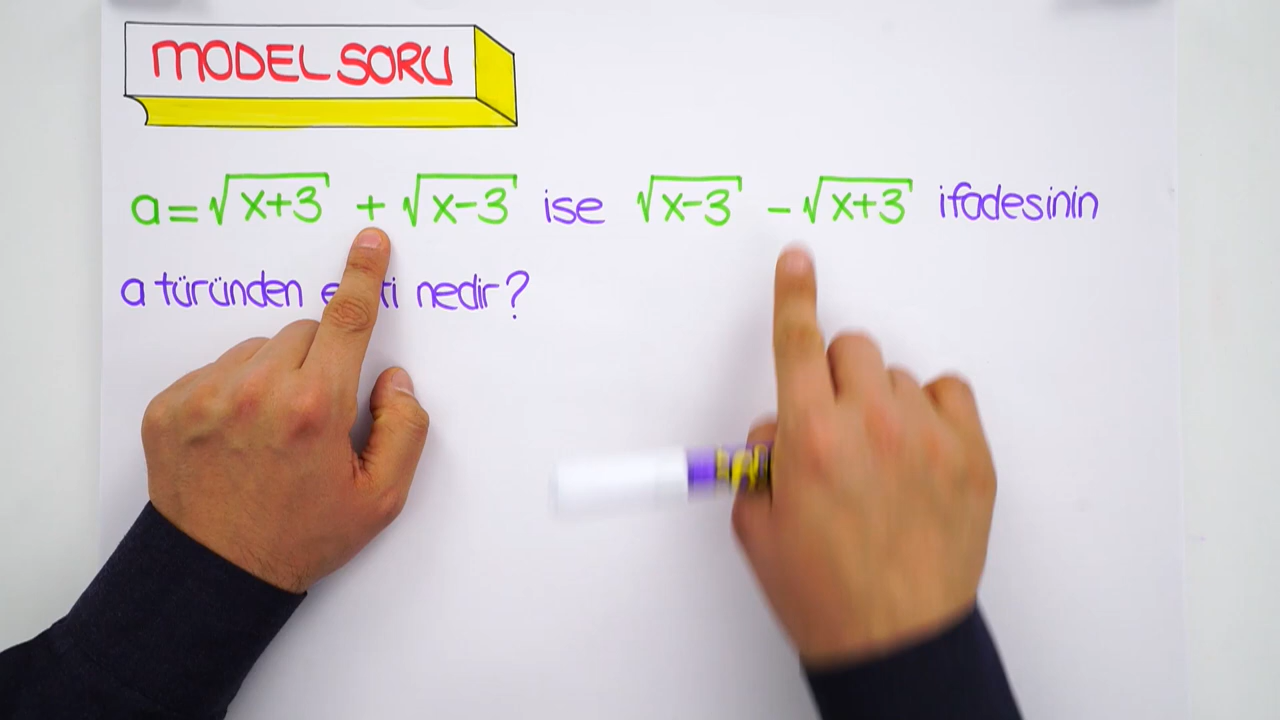 MODEL SORU
a=√x+3 + √x-3 ise √x-3 - √x+3 ifadesinin
a türünden nedir?